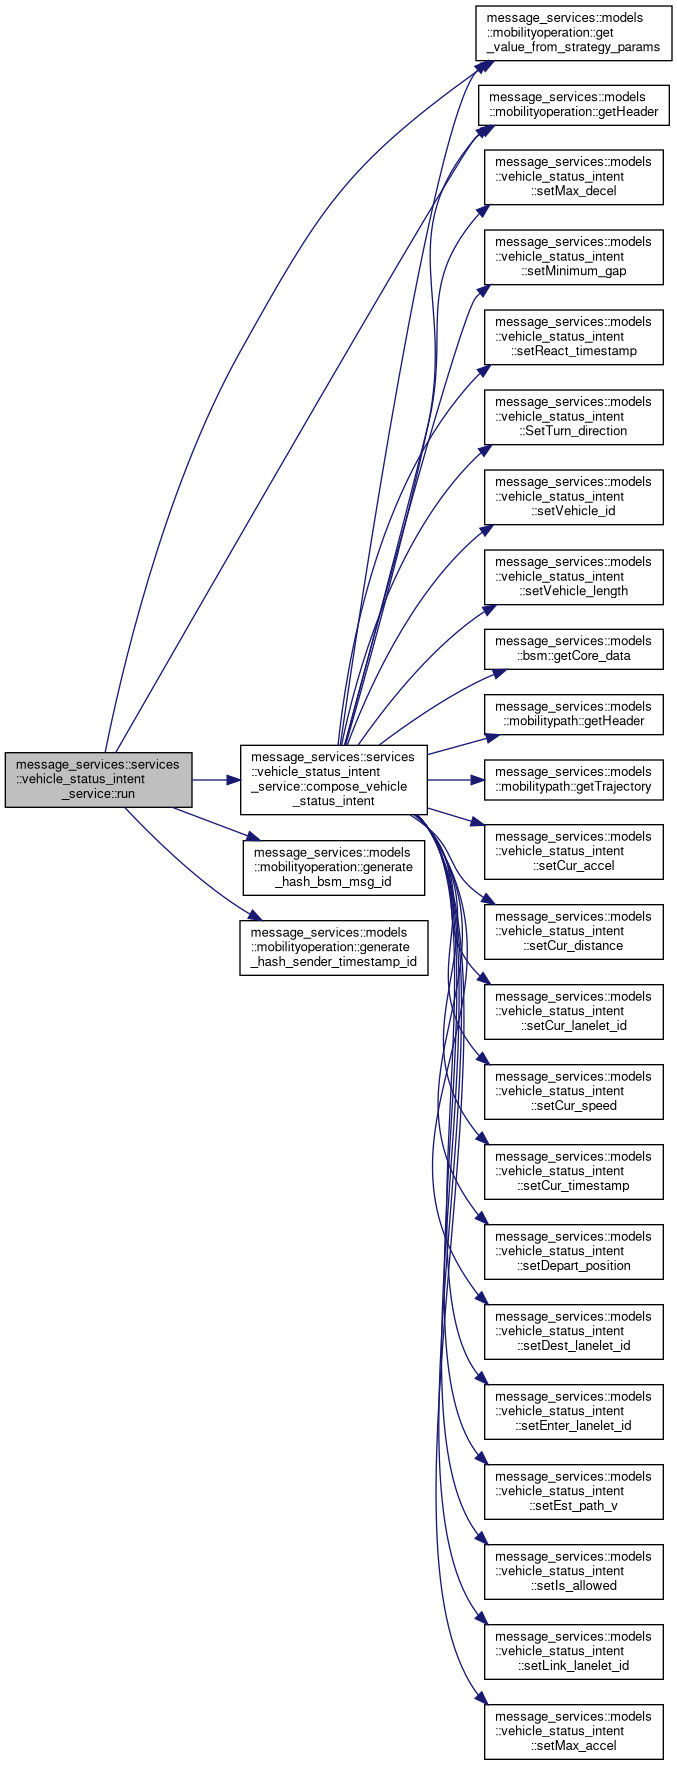 message_services::models
::mobilityoperation::get
_value_from_strategy_params
message_services::models
::mobilityoperation::getHeader
message_services::models
::vehicle_status_intent
::setMax_decel
message_services::models
::vehicle_status_intent
::setMinimum_gap
message_services::models
::vehicle_status_intent
::setReact_timestamp
message_services::models
::vehicle_status_intent
::SetTurn_direction
message_services::models
::vehicle_status_intent
::setVehicle_id
message_services::models
::vehicle_status_intent
::setVehicle_length
message_services::models
::bsm::getCore_data
message_services::models
::mobilitypath::getHeader
message_services::services
::vehicle_status_intent
_service::run
message_services::services
::vehicle_status_intent
_service::compose_vehicle
_status_intent
message_services::models
::mobilitypath::getTrajectory
message_services::models
::mobilityoperation::generate
_hash_bsm_msg_id
message_services::models
::vehicle_status_intent
::setCur_accel
message_services::models
::mobilityoperation::generate
_hash_sender_timestamp_id
message_services::models
::vehicle_status_intent
::setCur_distance
message_services::models
::vehicle_status_intent
::setCur_lanelet_id
message_services::models
::vehicle_status_intent
::setCur_speed
message_services::models
::vehicle_status_intent
::setCur_timestamp
message_services::models
::vehicle_status_intent
::setDepart_position
message_services::models
::vehicle_status_intent
::setDest_lanelet_id
message_services::models
::vehicle_status_intent
::setEnter_lanelet_id
message_services::models
::vehicle_status_intent
::setEst_path_v
message_services::models
::vehicle_status_intent
::setIs_allowed
message_services::models
::vehicle_status_intent
::setLink_lanelet_id
message_services::models
::vehicle_status_intent
::setMax_accel